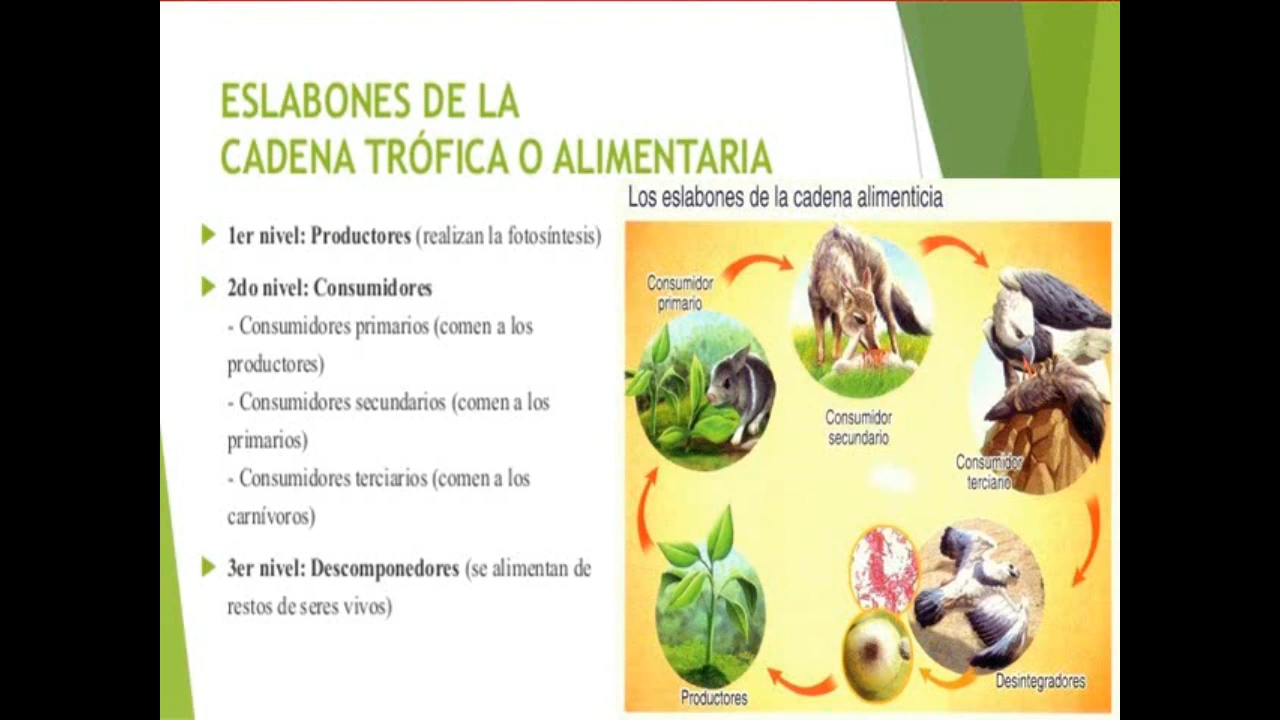 ESLABONES DE LA
CADENA TRÓFICA O ALIMENTARIA
1er nivel: Productores (realizan la fotosíntesis)
2do nivel: Consumidores
- Consumidores primarios (comen a los
productores)
- Consumidores secundarios (comen a los
primarios)
- Consumidores terciarios (comen a los
carnívoros)
3er nivel: Descomponedores (se alimentan de
restos de seres vivos)
Los eslabones de la cadena alimenticia
Consumidor
primario
Consumidor
secundario
Consumidor
terciario
Desintegradores
Productores